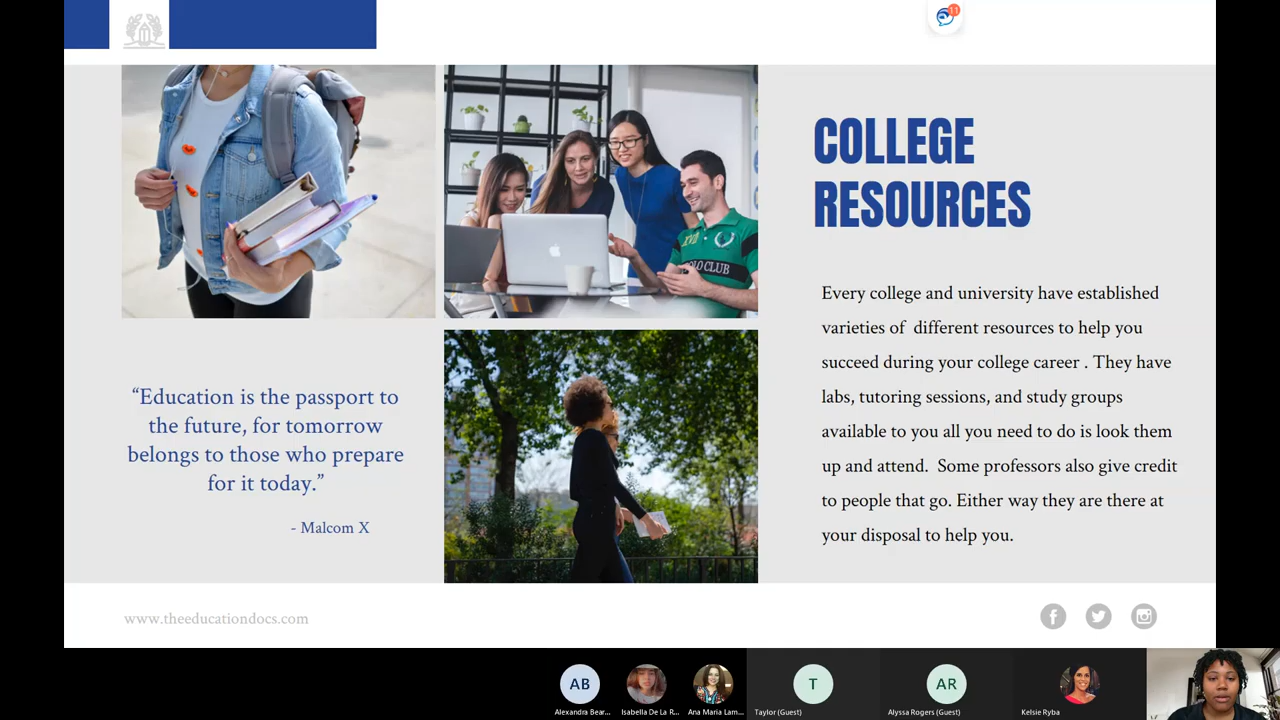 11
COLLEGE
RESOURCES
Every college and university have established
varieties of  different resources to help you
succeed during your college career . They have
labs, tutoring sessions, and study groups
available to you all you need to do is look them
up and attend.  Some professors also give credit
to people that go. Either way they are there at
your disposal to help you.
“Education is the passport to
the future, for tomorrow
belongs to those who prepare
for it today.”
- Malcom X
www.theeducationdocs.com
AB
T
AR
Alexandra Bear...
Isabella De La R...
Ana Maria Lam...
Taylor (Guest)
Alyssa Rogers (Guest)
Kelsie Ryba